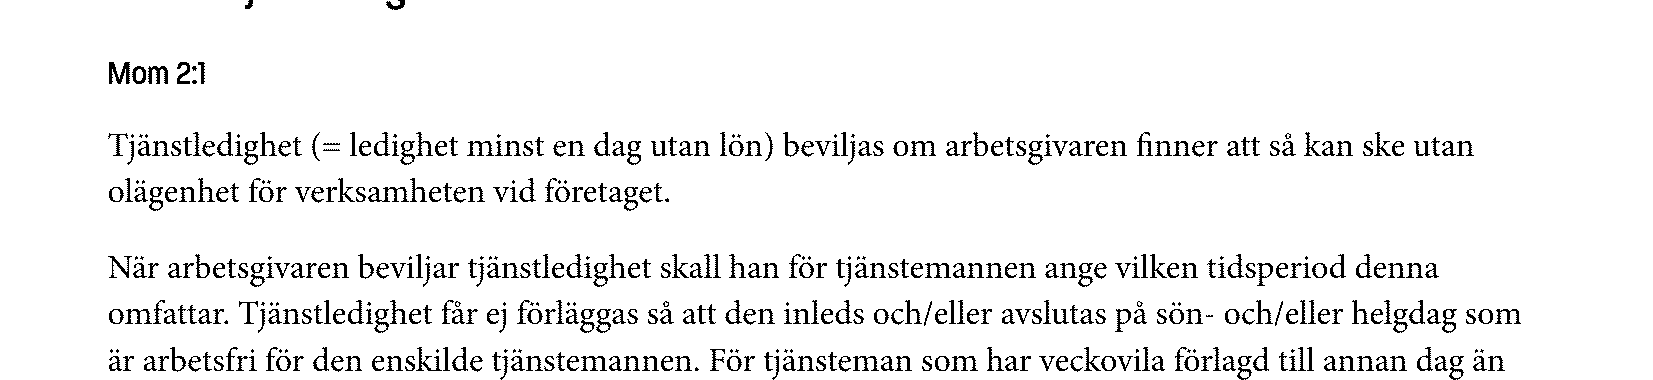 Mom 2:1
Tjänstledighet (= ledighet minst en dag utan lön) beviljas om arbetsgivaren finner att så kan ske utan
olägenhet för verksamheten vid företaget.
När arbetsgivaren beviljar tjänstledighet skall han för tjänstemannen ange vilken tidsperiod denna
omfattar. Tjänstledighet får ej förläggas så att den inleds och/eller avslutas på sön- och/eller helgdag som
är arbetsfri för den enskilde tjänstemannen. För tjänsteman som har veckovila förlagd till annan dag än